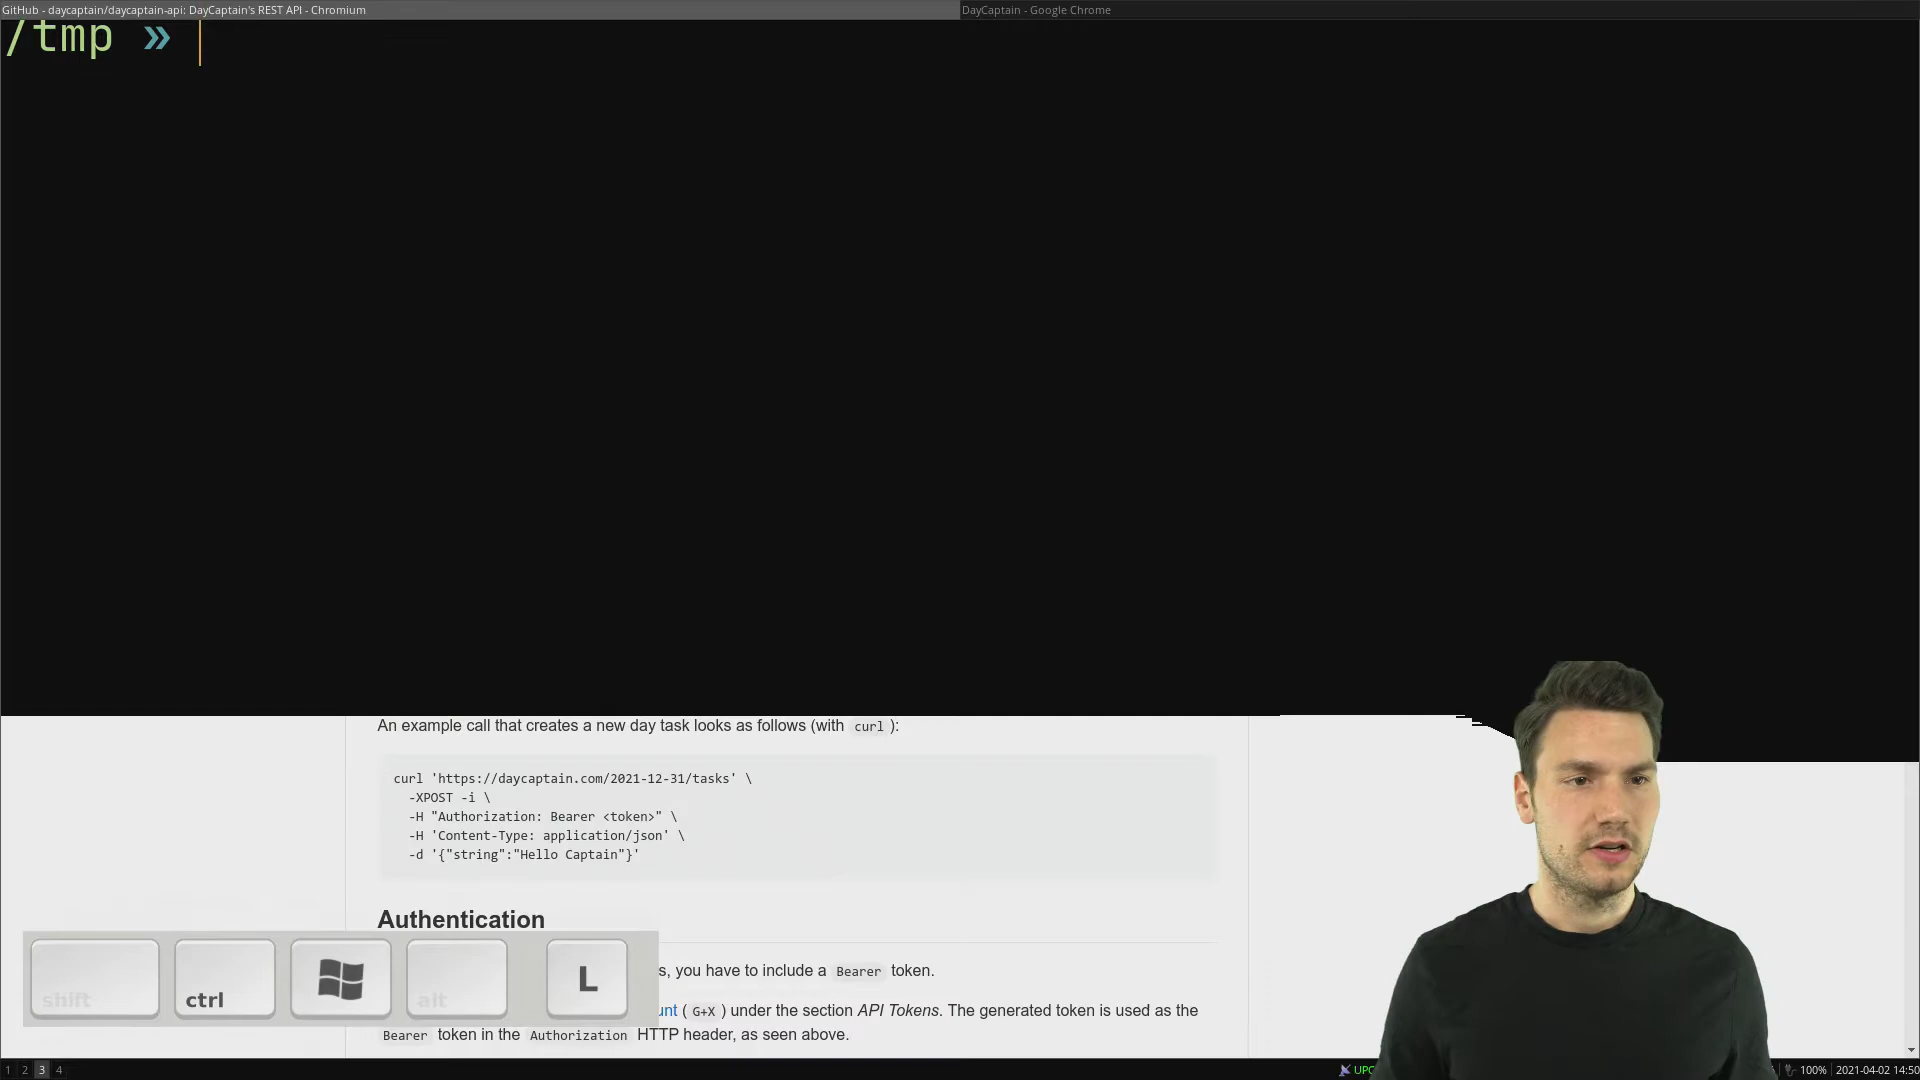 GitHub - daycaptain/daycaptain-api: DayCaptain's REST API - Chromium
DayCaptain - Google Chrome
/tmp »
An example call that creates a new day task looks as follows (with curl ):
curl 'https://daycaptain.com/2021-12-31/tasks' \
-XPOST -i \
-H "Authorization: Bearer <token>" \
-H 'Content-Type: application/json' \
-d '{"string":"Hello Captain"}'
Authentication
s, you have to include a Bearer token.
unt ( G+X ) under the section API Tokens. The generated token is used as the
Bearer token in the Authorization HTTP header, as seen above.
shift ctrl alt L
1 2 3 4
100% 2021-04-02 14:50